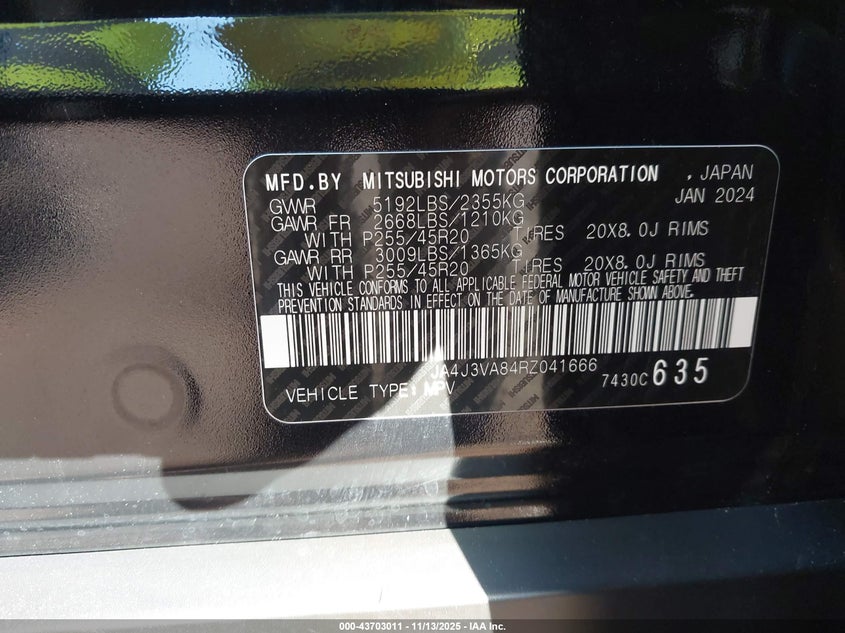 MFD.BY MITSUBISHI MOTORS CORPORATION , JAPAN
JAN 2024
GVWR 5192LBS/2355KG
GAWR FR 2668LBS/1210KG
WITH P255/45R20 TIRES 20X8.0J RIMS
GAWR RR 3009LBS/1365KG
WITH P255/45R20 TIRES 20X8.0J RIMS
THIS VEHICLE CONFORMS TO ALL APPLICABLE FEDERAL MOTOR VEHICLE SAFETY AND THEFT
PREVENTION STANDARDS IN EFFECT ON THE DATE OF MANUFACTURE SHOWN ABOVE.
JA4J3VA84RZ041666
VEHICLE TYPE: MPV
7430C 635
000-43703011 - 11/13/2025 - IAA Inc.